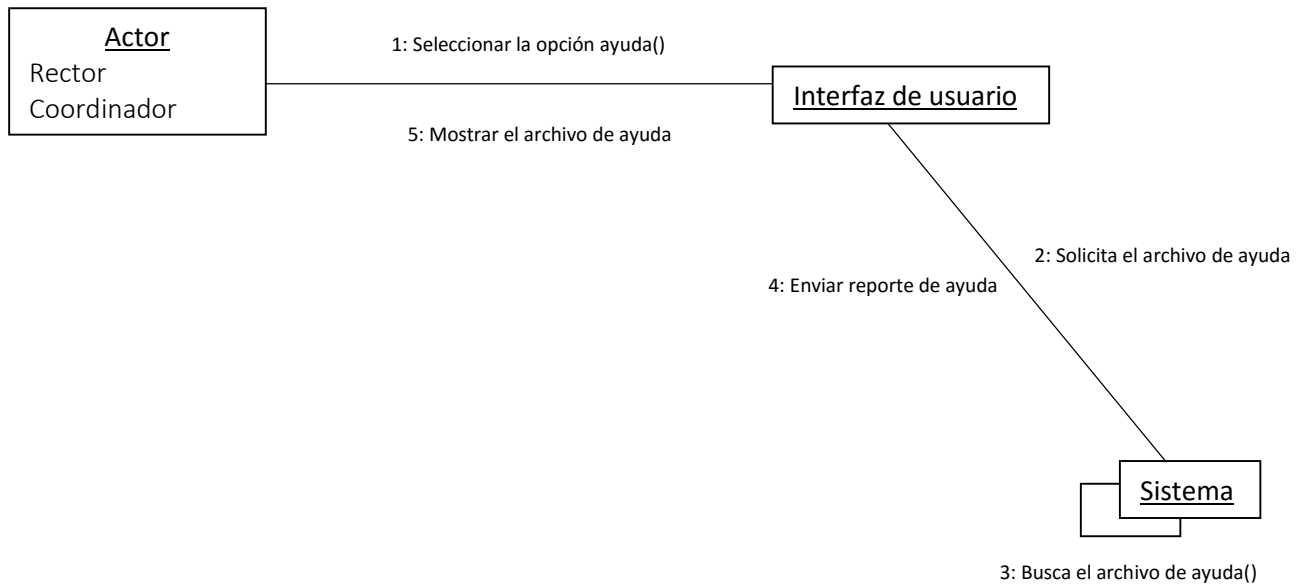 Actor
Rector
Coordinador
1: Seleccionar la opción ayuda()
Interfaz de usuario
5: Mostrar el archivo de ayuda
2: Solicita el archivo de ayuda
4: Enviar reporte de ayuda
Sistema
3: Busca el archivo de ayuda()